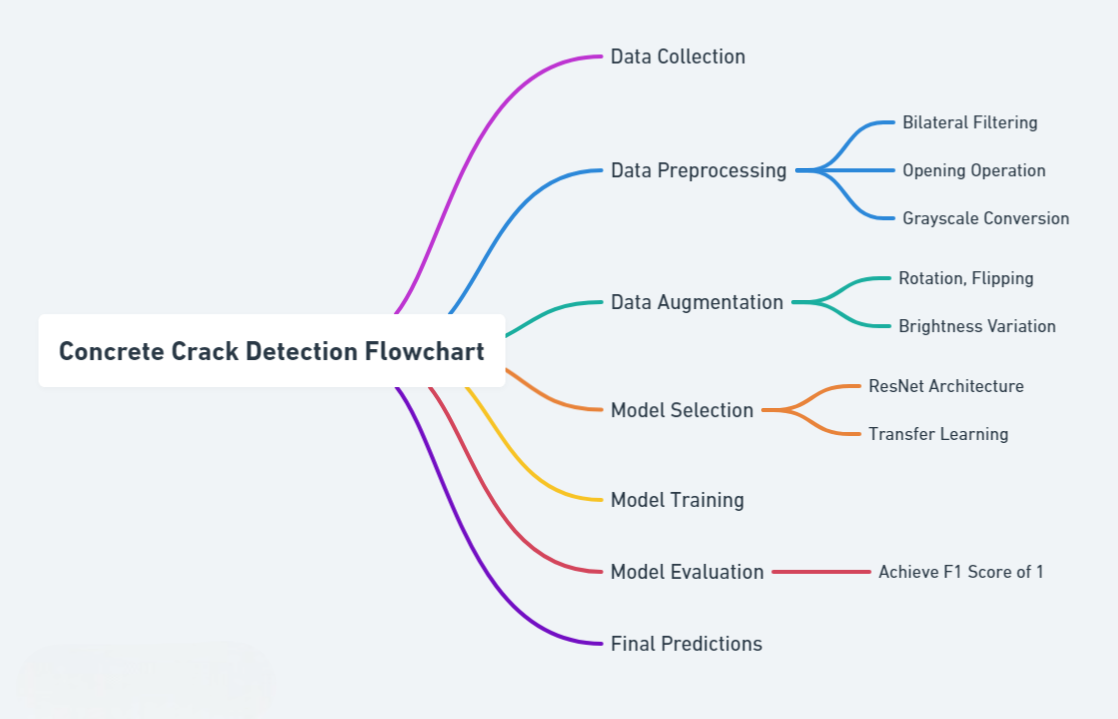 Concrete Crack Detection Flowchart
Data Collection
Data Preprocessing
Bilateral Filtering
Opening Operation
Grayscale Conversion
Data Augmentation
Rotation, Flipping
Brightness Variation
Model Selection
ResNet Architecture
Transfer Learning
Model Training
Model Evaluation
Achieve F1 Score of 1
Final Predictions